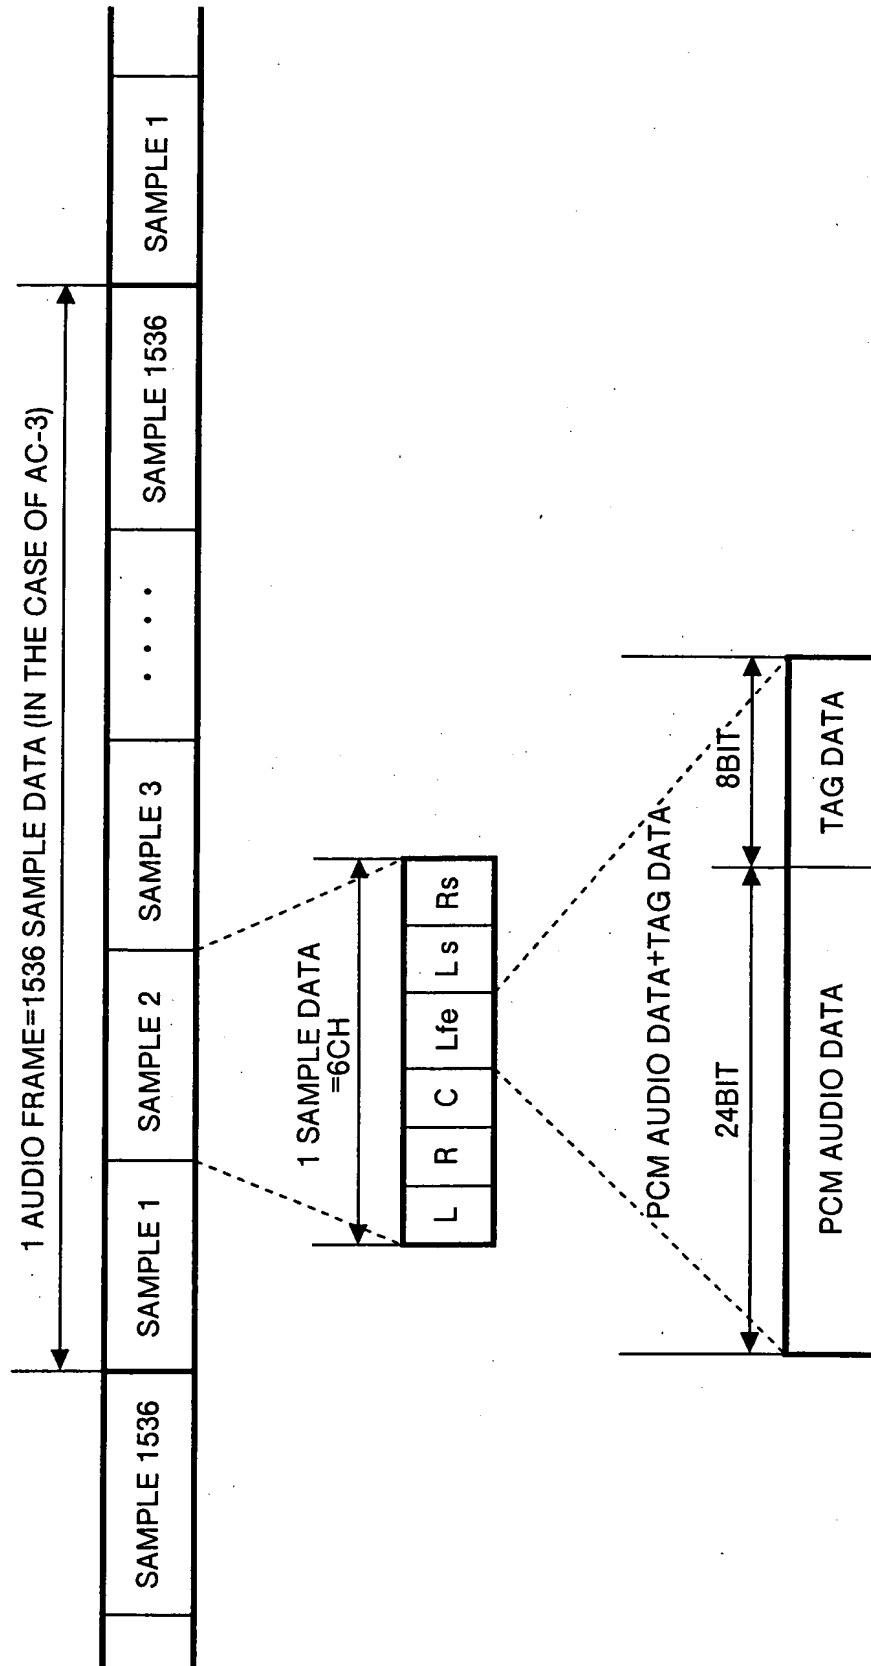 1 AUDIO FRAME=1536 SAMPLE DATA (IN THE CASE OF AC-3)
SAMPLE 1536
SAMPLE 1
SAMPLE 2
SAMPLE 3
. . . .
SAMPLE 1536
SAMPLE 1
1 SAMPLE DATA
=6CH
L
R
C
Lfe
Ls
Rs
PCM AUDIO DATA+TAG DATA
24BIT
8BIT
PCM AUDIO DATA
TAG DATA